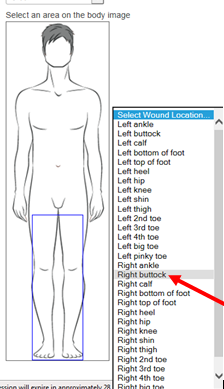 Select an area on the body image
Select Wound Location...
Left ankle
Left buttock
Left calf
Left bottom of foot
Left top of foot
Left heel
Left hip
Left knee
Left shin
Left thigh
Left 2nd toe
Left 3rd toe
Left 4th toe
Left big toe
Left pinky toe
Right ankle
Right buttock
Right calf
Right bottom of foot
Right top of foot
Right heel
Right hip
Right knee
Right shin
Right thigh
Right 2nd toe
Right 3rd toe
Right 4th toe
Right big toe
ession will expire in approximately 28